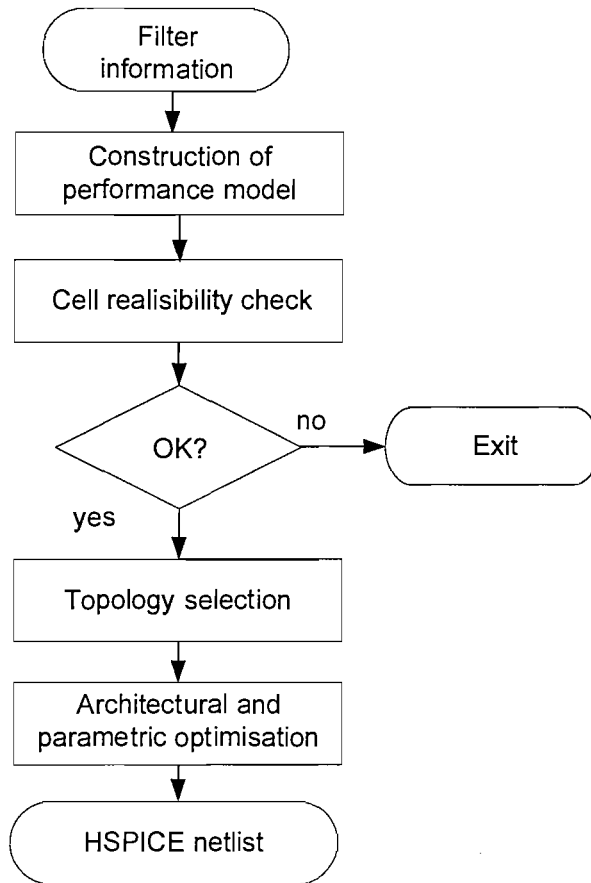 Filter
information
Construction of
performance model
Cell realisibility check
OK?
no
Exit
yes
Topology selection
Architectural and
parametric optimisation
HSPICE netlist